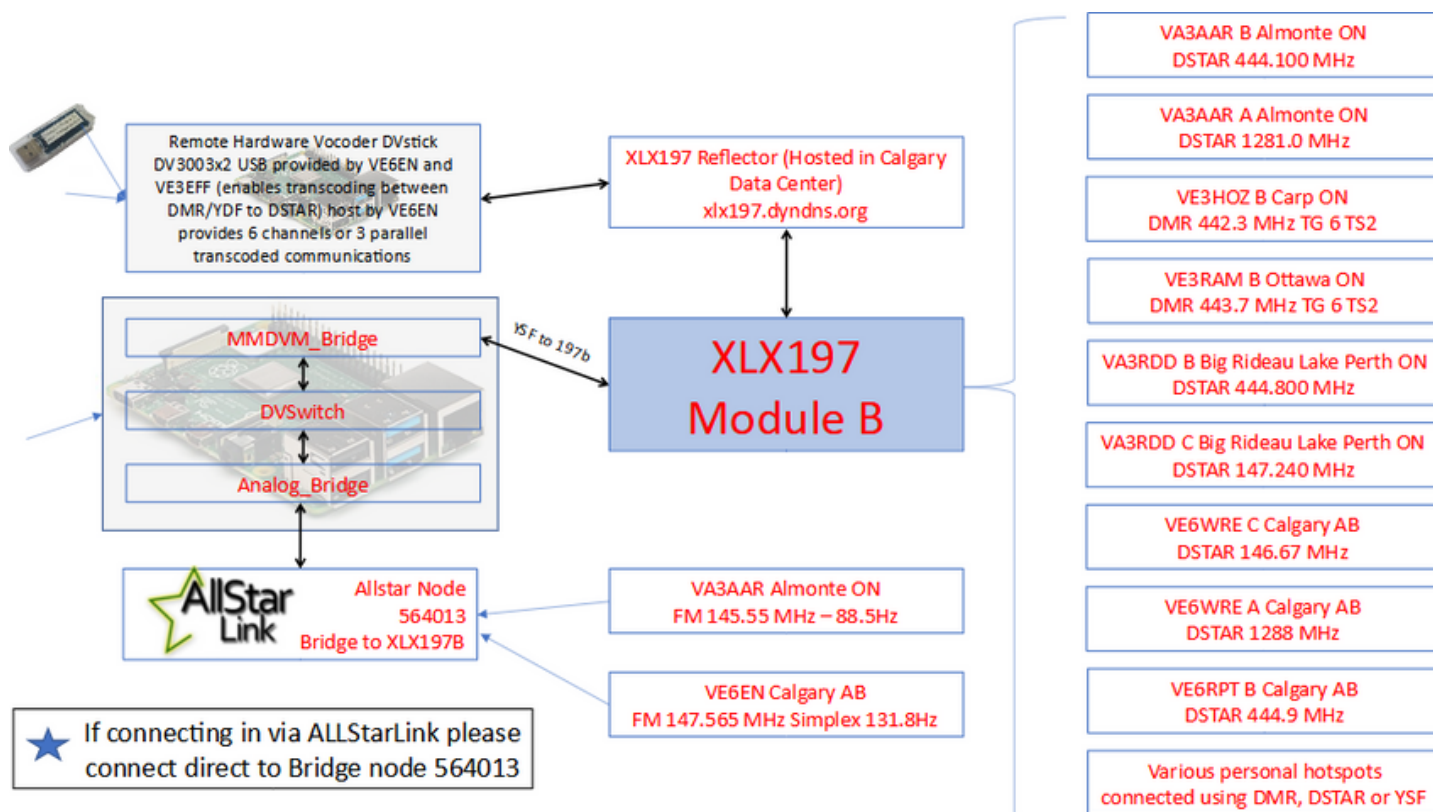 Remote Hardware Vocoder DVstick
DV3003x2 USB provided by VE6EN and
VE3EFF (enables transcoding between
DMR/YDF to DSTAR) host by VE6EN
provides 6 channels or 3 parallel
transcoded communications
XLX197 Reflector (Hosted in Calgary
Data Center)
xlx197.dyndns.org
MMDVM_Bridge
DVSwitch
Analog_Bridge
YSF to 197b
XLX197
Module B
AllStar
Link
Allstar Node
564013
Bridge to XLX197B
VA3AAR Almonte ON
FM 145.55 MHz – 88.5Hz
VE6EN Calgary AB
FM 147.565 MHz Simplex 131.8Hz
If connecting in via ALLStarLink please
connect direct to Bridge node 564013
VA3AAR B Almonte ON
DSTAR 444.100 MHz
VA3AAR A Almonte ON
DSTAR 1281.0 MHz
VE3HOZ B Carp ON
DMR 442.3 MHz TG 6 TS2
VE3RAM B Ottawa ON
DMR 443.7 MHz TG 6 TS2
VA3RDD B Big Rideau Lake Perth ON
DSTAR 444.800 MHz
VA3RDD C Big Rideau Lake Perth ON
DSTAR 147.240 MHz
VE6WRE C Calgary AB
DSTAR 146.67 MHz
VE6WRE A Calgary AB
DSTAR 1288 MHz
VE6RPT B Calgary AB
DSTAR 444.9 MHz
Various personal hotspots
connected using DMR, DSTAR or YSF